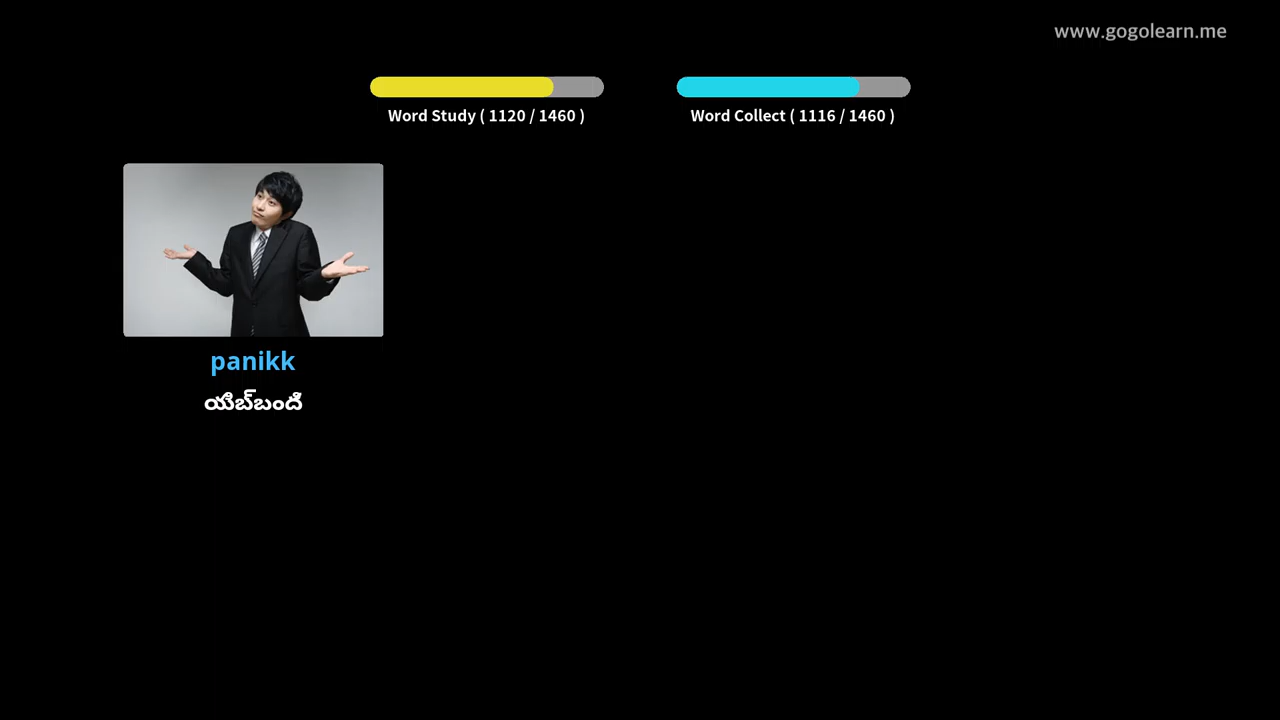 www.gogolearn.me
Word Study ( 1120 / 1460 )
Word Collect ( 1116 / 1460 )
panikk
ಯಿಬ್‌ಬಂದಿ